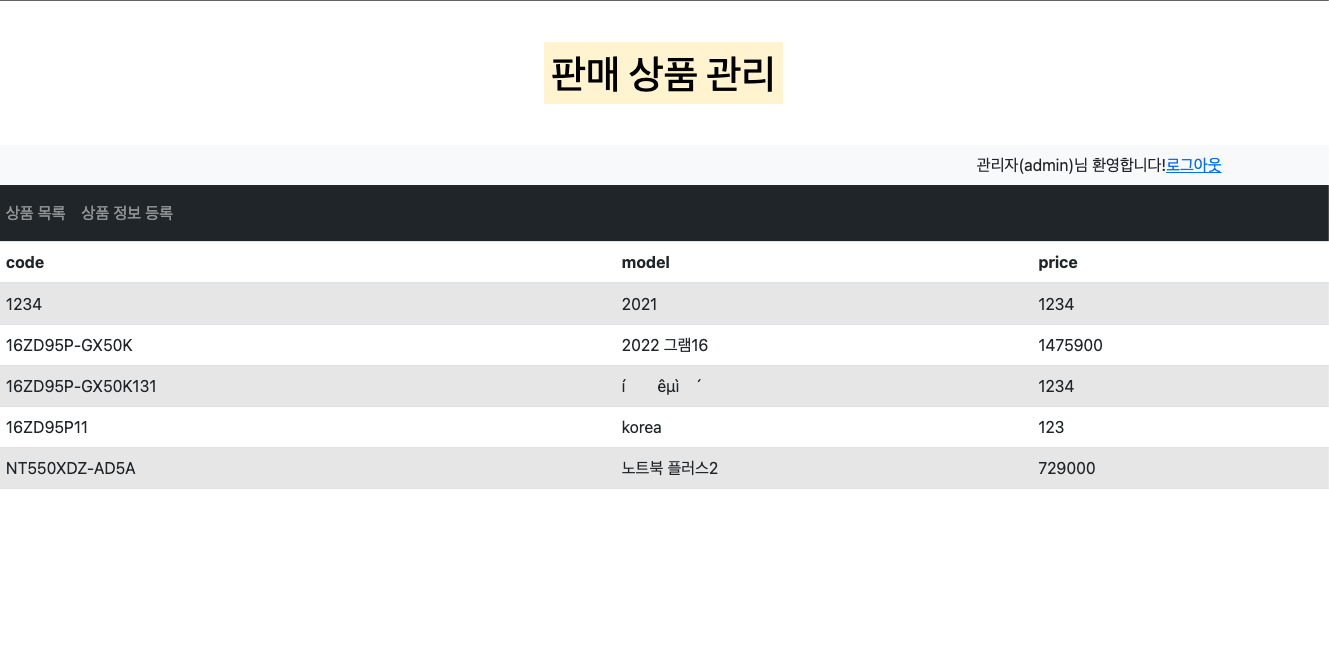 판매 상품 관리
관리자(admin)님 환영합니다!로그아웃
상품 목록 상품 정보 등록
code model price
1234 2021 1234
16ZD95P-GX50K 2022 그램16 1475900
16ZD95P-GX50K131 í êµì ´ 1234
16ZD95P11 korea 123
NT550XDZ-AD5A 노트북 플러스2 729000